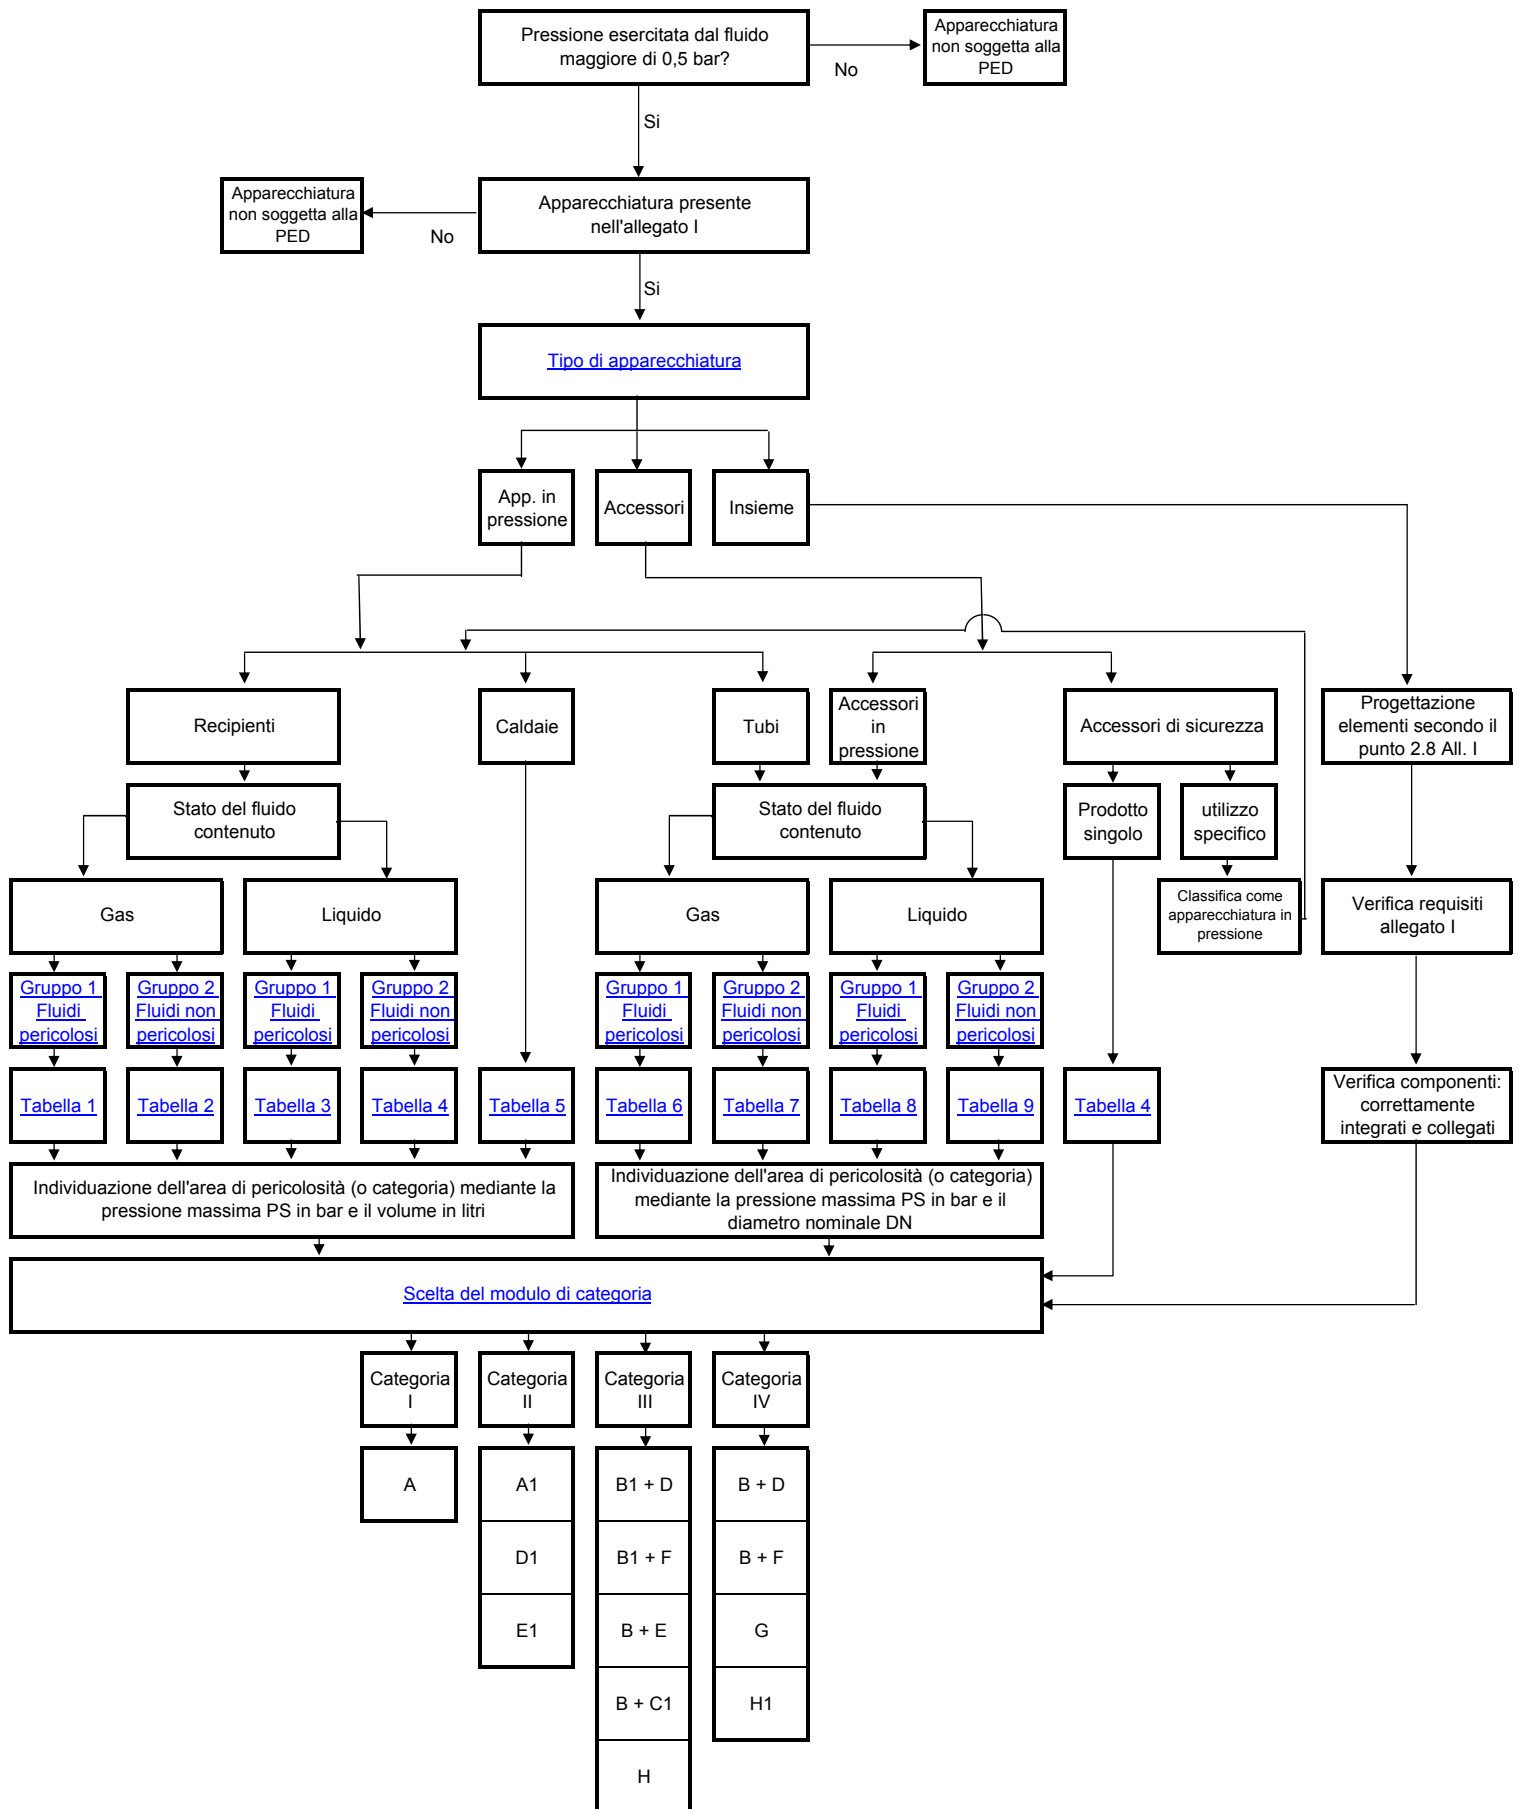 Pressione esercitata dal fluido
maggiore di 0,5 bar?
No
Apparecchiatura
non soggetta alla
PED
Si
Apparecchiatura
non soggetta alla
PED
No
Apparecchiatura presente
nell'allegato I
Si
Tipo di apparecchiatura
App. in
pressione
Accessori
Insieme
Recipienti
Caldaie
Tubi
Accessori
in
pressione
Accessori di sicurezza
Progettazione
elementi secondo il
punto 2.8 All. I
Stato del fluido
contenuto
Stato del fluido
contenuto
Prodotto
singolo
utilizzo
specifico
Gas
Liquido
Gas
Liquido
Classifica come
apparecchiatura in
pressione
Verifica requisiti
allegato I
Gruppo 1
Fluidi
pericolosi
Gruppo 2
Fluidi non
pericolosi
Gruppo 1
Fluidi
pericolosi
Gruppo 2
Fluidi non
pericolosi
Gruppo 1
Fluidi
pericolosi
Gruppo 2
Fluidi non
pericolosi
Gruppo 1
Fluidi
pericolosi
Gruppo 2
Fluidi non
pericolosi
Tabella 1
Tabella 2
Tabella 3
Tabella 4
Tabella 5
Tabella 6
Tabella 7
Tabella 8
Tabella 9
Tabella 4
Verifica componenti:
correttamente
integrati e collegati
Individuazione dell'area di pericolosità (o categoria) mediante la
pressione massima PS in bar e il volume in litri
Individuazione dell'area di pericolosità (o categoria)
mediante la pressione massima PS in bar e il
diametro nominale DN
Scelta del modulo di categoria
Categoria
I
Categoria
II
Categoria
III
Categoria
IV
A
A1
B1 + D
B + D
D1
B1 + F
B + F
E1
B + E
G
B + C1
H1
H